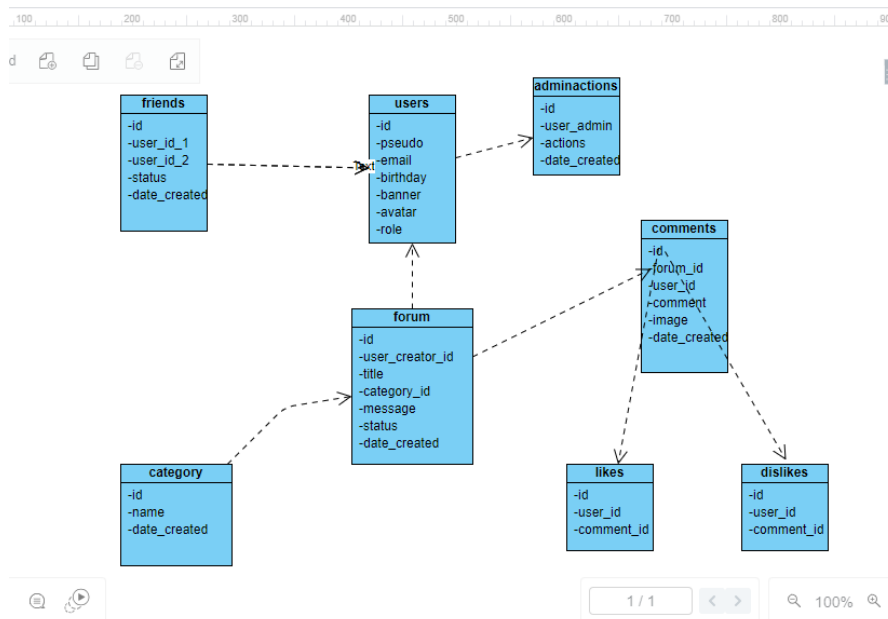 100
200
300
400
500
600
700
800
d
friends
-id
-user_id_1
-user_id_2
-status
-date_created
users
-id
-pseudo
-email
-birthday
-banner
-avatar
-role
adminactions
-id
-user_admin
-actions
-date_created
comments
-id
-forum_id
-user_id
-comment
-image
-date_created
forum
-id
-user_creator_id
-title
-category_id
-message
-status
-date_created
category
-id
-name
-date_created
likes
-id
-user_id
-comment_id
dislikes
-id
-user_id
-comment_id
1 / 1
100%